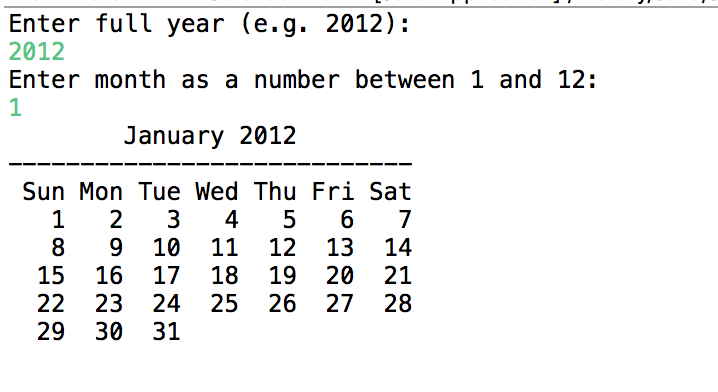 Enter full year (e.g. 2012):
2012
Enter month as a number between 1 and 12:
1
January 2012
-----------------------------
Sun Mon Tue Wed Thu Fri Sat
1 2 3 4 5 6 7
8 9 10 11 12 13 14
15 16 17 18 19 20 21
22 23 24 25 26 27 28
29 30 31